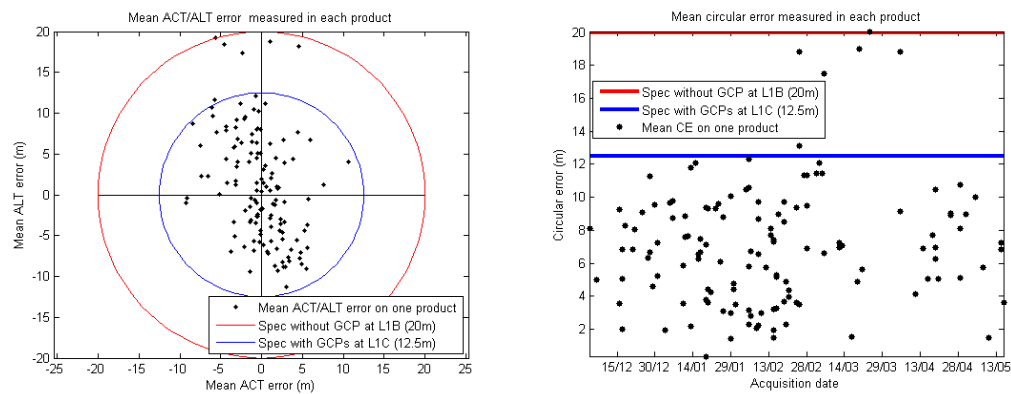 Mean ACT/ALT error measured in each product
20
15
10
5
0
-5
-10
-15
-20
Mean ALT error (m)
-25 -20 -15 -10 -5 0 5 10 15 20 25
Mean ACT error (m)
Mean ACT/ALT error on one product
Spec without GCP at L1B (20m)
Spec with GCPs at L1C (12.5m)
Mean circular error measured in each product
20
18
16
14
12
10
8
6
4
2
Circular error (m)
Spec without GCP at L1B (20m)
Spec with GCPs at L1C (12.5m)
Mean CE on one product
15/12 30/12 14/01 29/01 13/02 28/02 14/03 29/03 13/04 28/04 13/05
Acquisition date